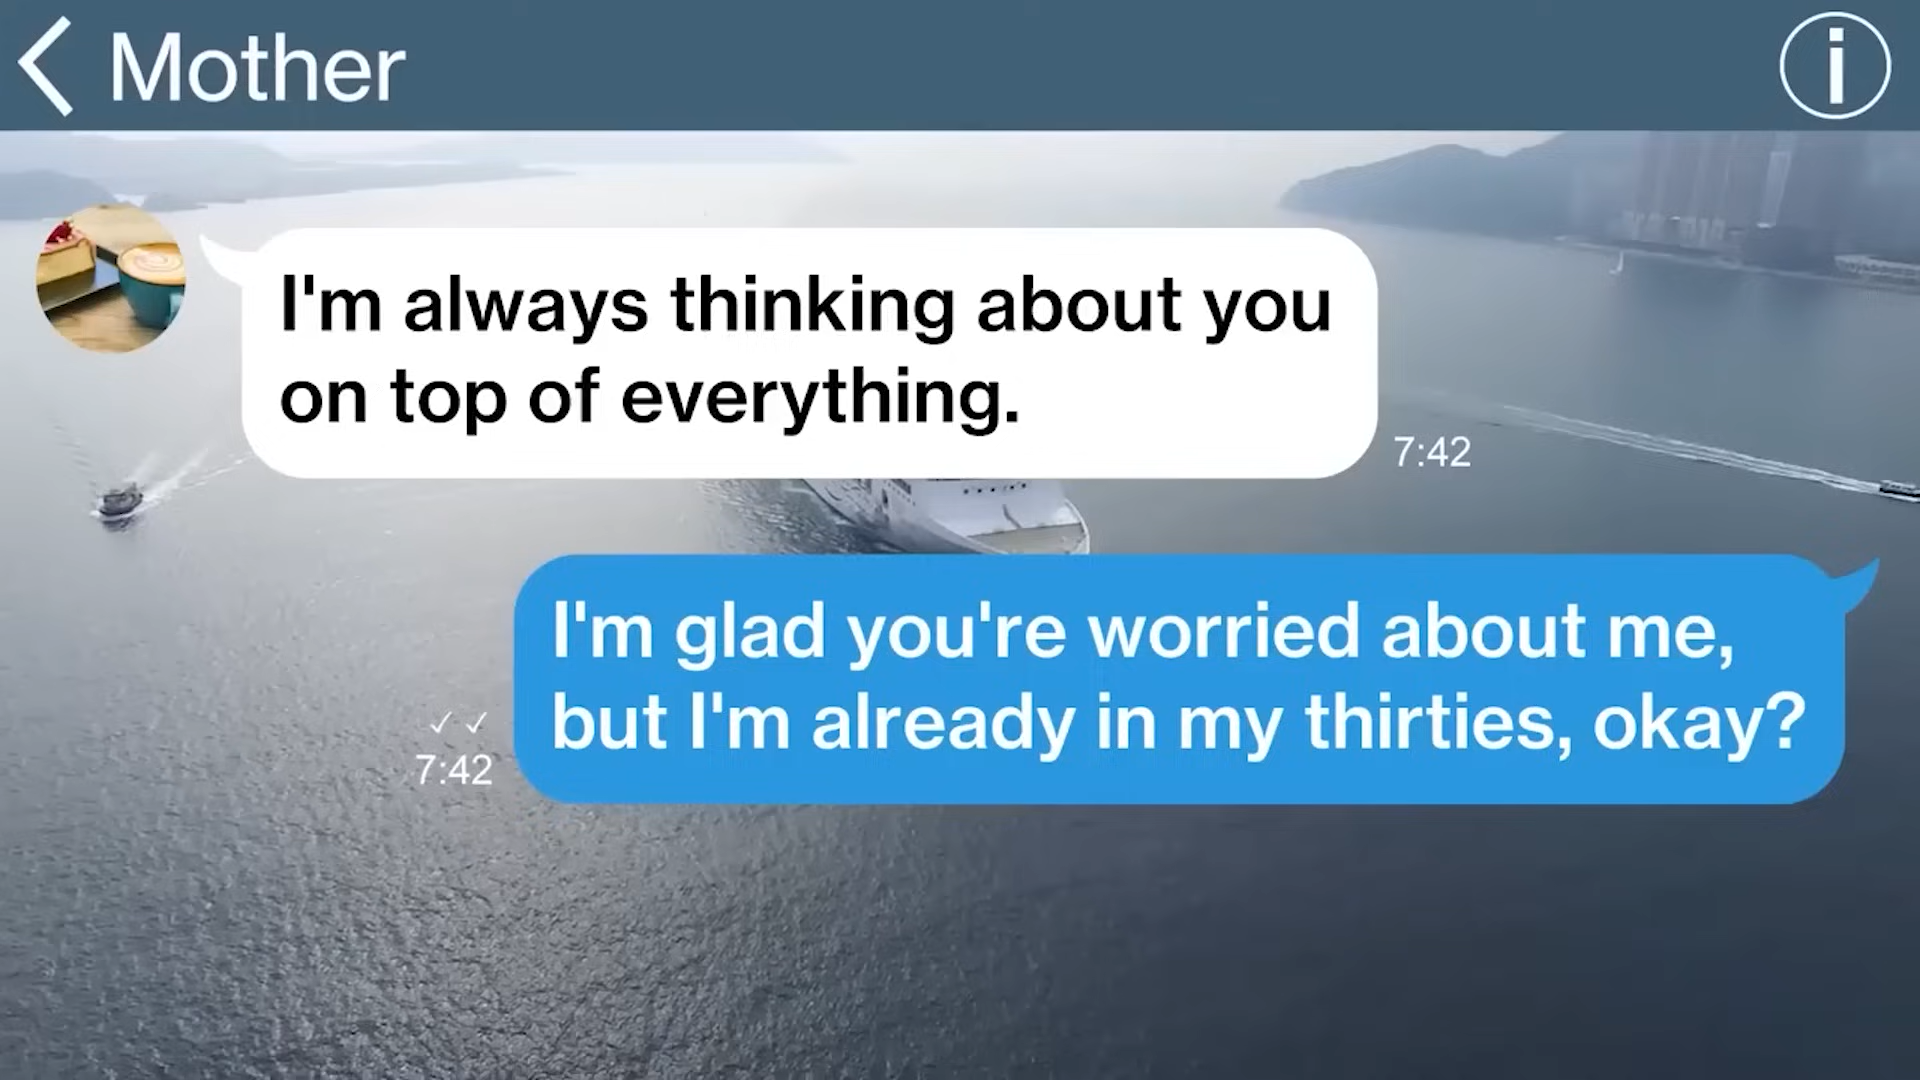 Mother
I'm always thinking about you
on top of everything.
7:42
I'm glad you're worried about me,
but I'm already in my thirties, okay?
✓✓
7:42